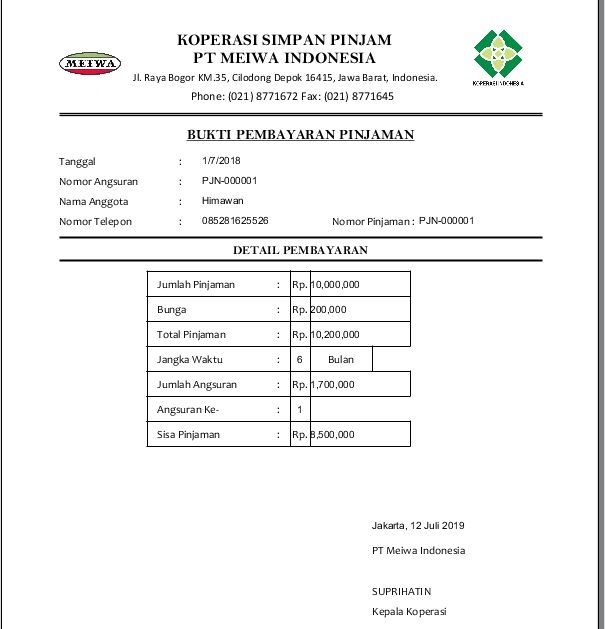 KOPERASI SIMPAN PINJAM
PT MEIWA INDONESIA
MEIWA
Jl. Raya Bogor KM.35, Cilodong Depok 16415, Jawa Barat, Indonesia.
KOPERASI INDONESIA
Phone: (021) 8771672 Fax: (021) 8771645
BUKTI PEMBAYARAN PINJAMAN
Tanggal : 1/7/2018
Nomor Angsuran : PJN-000001
Nama Anggota : Himawan
Nomor Telepon : 085281625526 Nomor Pinjaman : PJN-000001
DETAIL PEMBAYARAN
Jumlah Pinjaman : Rp. 10,000,000
Bunga : Rp. 200,000
Total Pinjaman : Rp. 10,200,000
Jangka Waktu : 6 Bulan
Jumlah Angsuran : Rp. 1,700,000
Angsuran Ke- : 1
Sisa Pinjaman : Rp. 8,500,000
Jakarta, 12 Juli 2019
PT Meiwa Indonesia
SUPRIHATIN
Kepala Koperasi